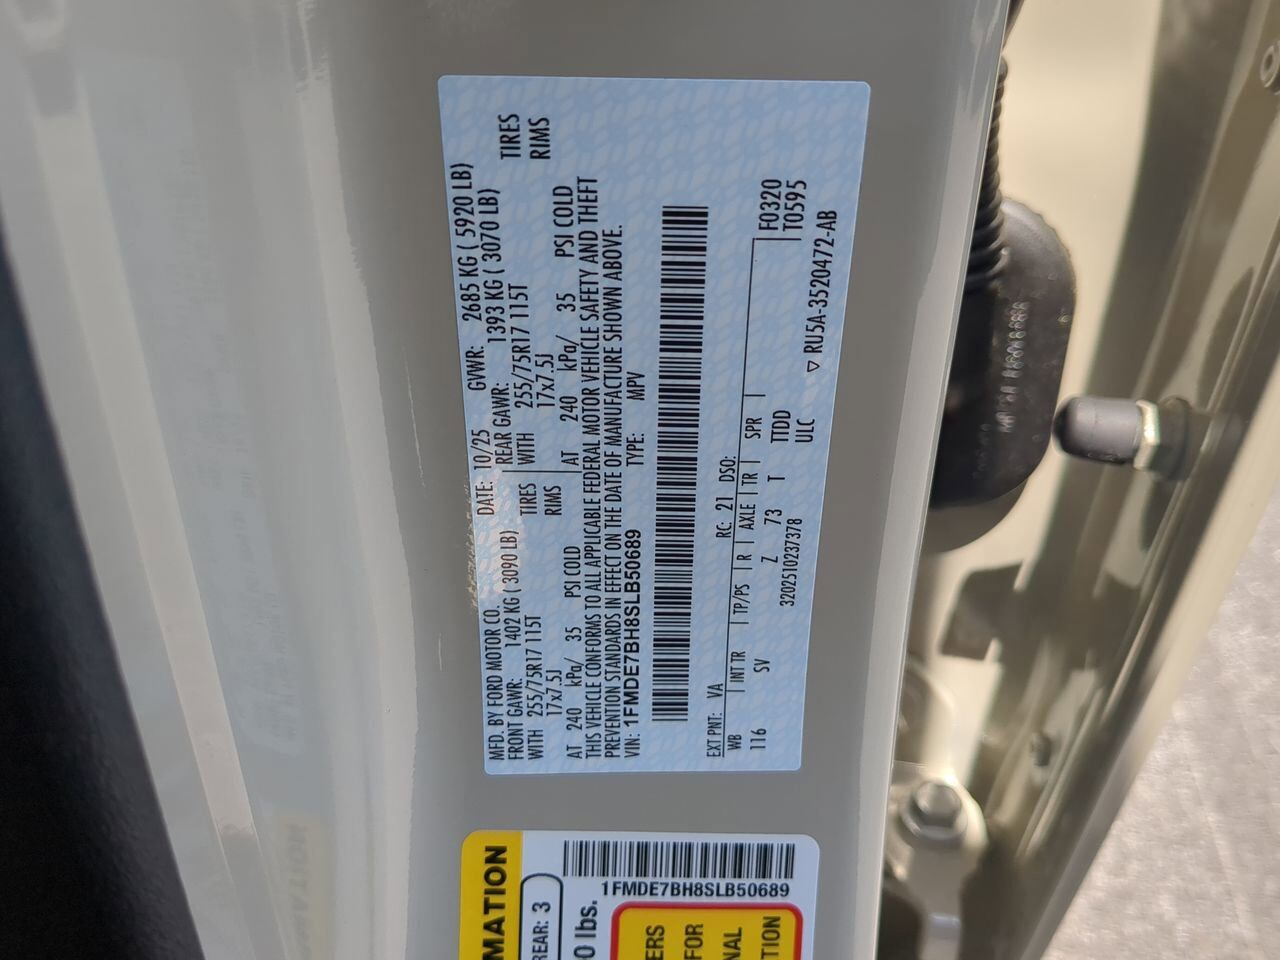 MFD. BY FORD MOTOR CO.
DATE: 10/25 GVWR: 2685 KG ( 5920 LB)
FRONT GAWR: 1402 KG ( 3090 LB) REAR GAWR: 1393 KG ( 3070 LB)
WITH 255/75R17 115T TIRES WITH 255/75R17 115T TIRES
17x7.5J RIMS 17x7.5J RIMS
AT 240 kPa/ 35 PSI COLD AT 240 kPa/ 35 PSI COLD
THIS VEHICLE CONFORMS TO ALL APPLICABLE FEDERAL MOTOR VEHICLE SAFETY AND THEFT
PREVENTION STANDARDS IN EFFECT ON THE DATE OF MANUFACTURE SHOWN ABOVE.
VIN: 1FMDE7BH8SLB50689 TYPE: MPV
EXT PNT: VA RC: 21 DSO:
WB INT TR TP/PS R AXLE TR SPR F0320
116 SV Z 73 T TTDD T0595
3202510237378 ULC
▽ RU5A-3520472-AB
MATION
1FMDE7BH8SLB50689
REAR: 3
0 lbs.
ERS
FOR
NAL
TION